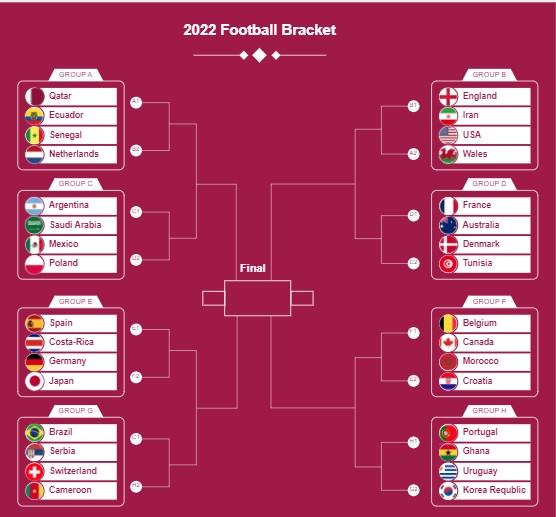 2022 Football Bracket
GROUP A
Qatar
Ecuador
Senegal
Netherlands
GROUP B
England
Iran
USA
Wales
A1
B2
B1
A2
GROUP C
Argentina
Saudi Arabia
Mexico
Poland
GROUP D
France
Australia
Denmark
Tunisia
C1
D2
D1
C2
Final
GROUP E
Spain
Costa-Rica
Germany
Japan
GROUP F
Belgium
Canada
Morocco
Croatia
E1
F2
F1
E2
GROUP G
Brazil
Serbia
Switzerland
Cameroon
GROUP H
Portugal
Ghana
Uruguay
Korea Requblic
H2
H1
G2